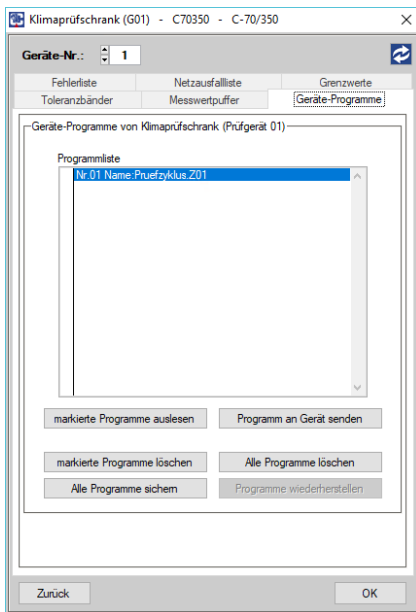 Klimaprüfschrank (G01) - C70350 - C-70/350
Geräte-Nr.: 1
Fehlerliste Netzausfallliste Grenzwerte
Toleranzbänder Messwertpuffer Geräte-Programme
Geräte-Programme von Klimaprüfschrank (Prüfgerät 01)
Programmliste
Nr.01 Name:Pruefzyklus.Z01
markierte Programme auslesen Programm an Gerät senden
markierte Programme löschen Alle Programme löschen
Alle Programme sichern Programme wiederherstellen
Zurück OK